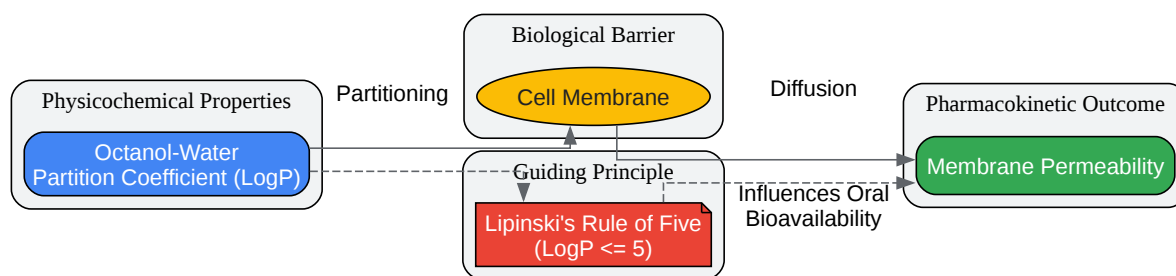 Biological Barrier
Cell Membrane
Partitioning
Diffusion
Physicochemical Properties
Octanol-Water
Partition Coefficient (LogP)
Pharmacokinetic Outcome
Membrane Permeability
Guiding Principle
Lipinski's Rule of Five
(LogP <= 5)
Influences Oral
Bioavailability